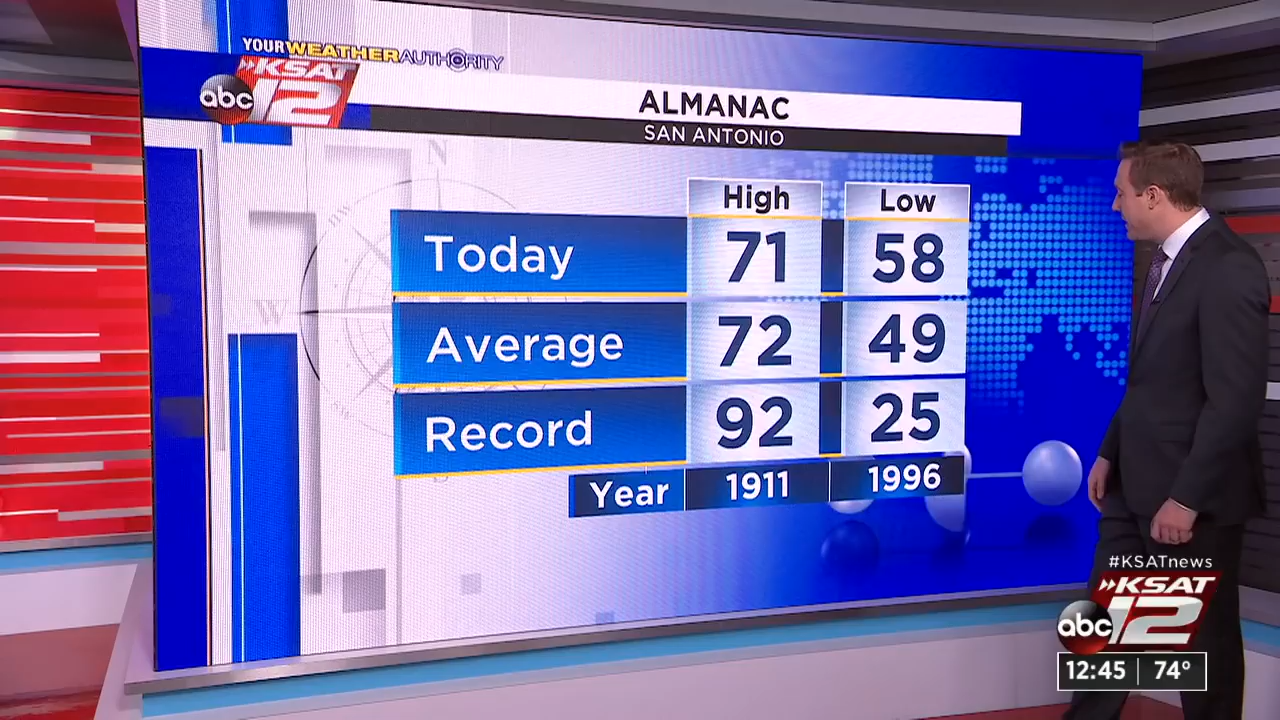 YOUR WEATHER AUTHORITY
KSAT
abc 12
ALMANAC
SAN ANTONIO
N
NW
W
High Low
Today 71 58
Average 72 49
Record 92 25
Year 1911 1996
#KSATnews
KSAT
abc 12
12:45 74°